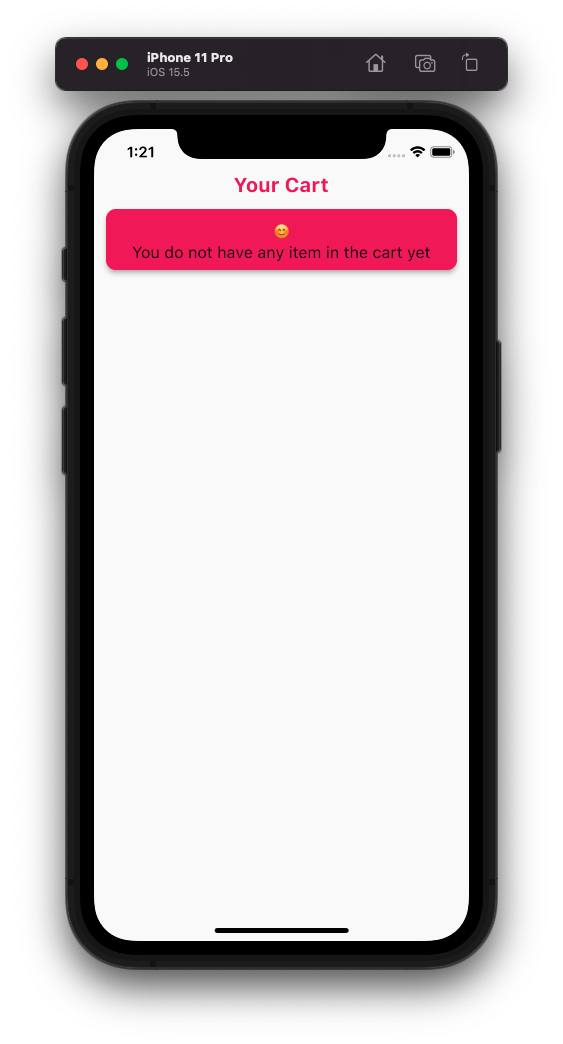 iPhone 11 Pro
iOS 15.5
1:21
Your Cart
😊
You do not have any item in the cart yet